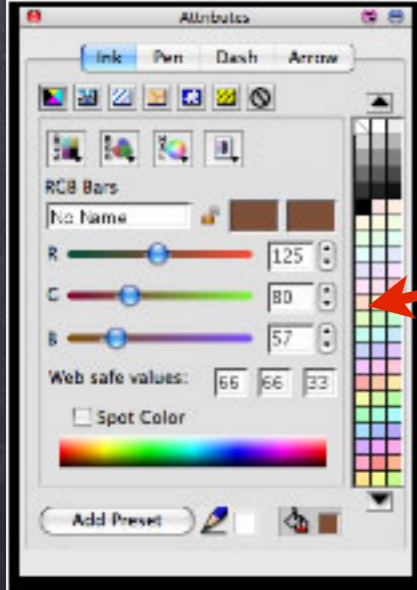 Attributes
Ink Pen Dash Arrow
RGB Bars
No Name
R 125
G 80
B 57
Web safe values: 66 66 33
Spot Color
Add Preset